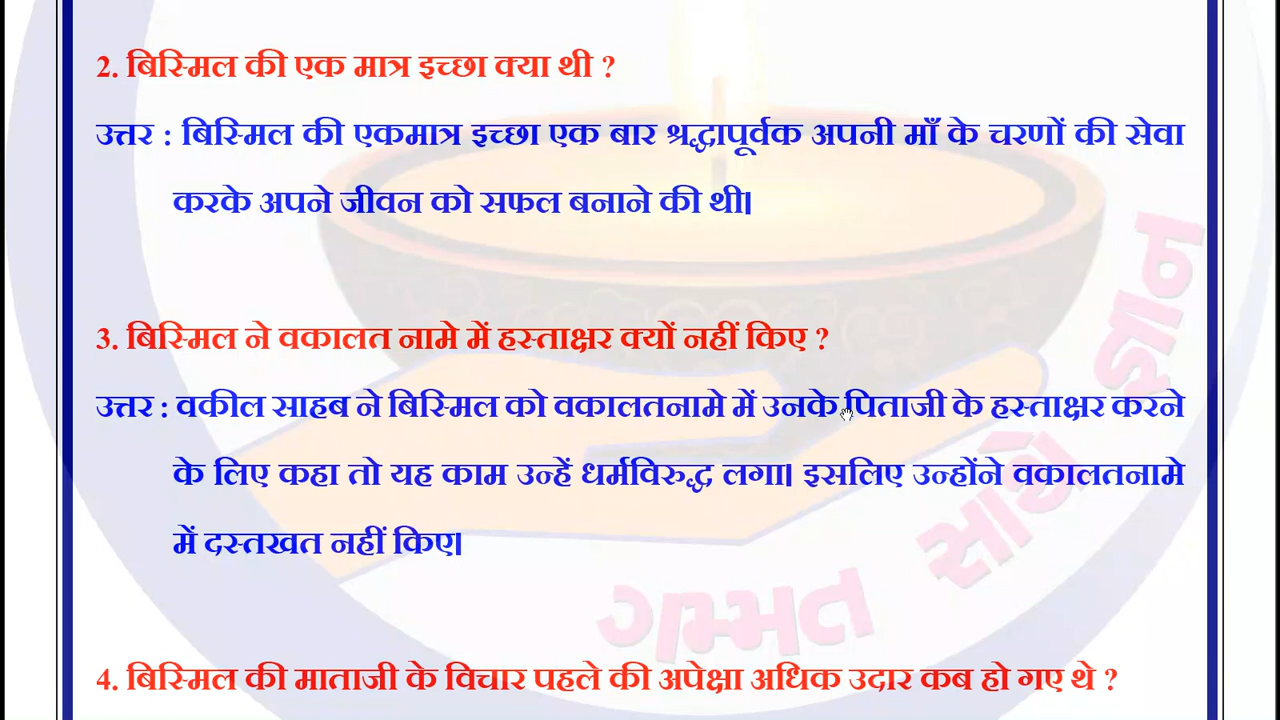 2. बिस्मिल की एक मात्र इच्छा क्या थी ?
उत्तर : बिस्मिल की एकमात्र इच्छा एक बार श्रद्धापूर्वक अपनी माँ के चरणों की सेवा
करके अपने जीवन को सफल बनाने की थी।
3. बिस्मिल ने वकालत नामे में हस्ताक्षर क्यों नहीं किए ?
उत्तर : वकील साहब ने बिस्मिल को वकालतनामे में उनके पिताजी के हस्ताक्षर करने
के लिए कहा तो यह काम उन्हें धर्मविरुद्ध लगा। इसलिए उन्होंने वकालतनामे
में दस्तखत नहीं किए।
4. बिस्मिल की माताजी के विचार पहले की अपेक्षा अधिक उदार कब हो गए थे ?
ગમ્મત સાથે જ્ઞાન